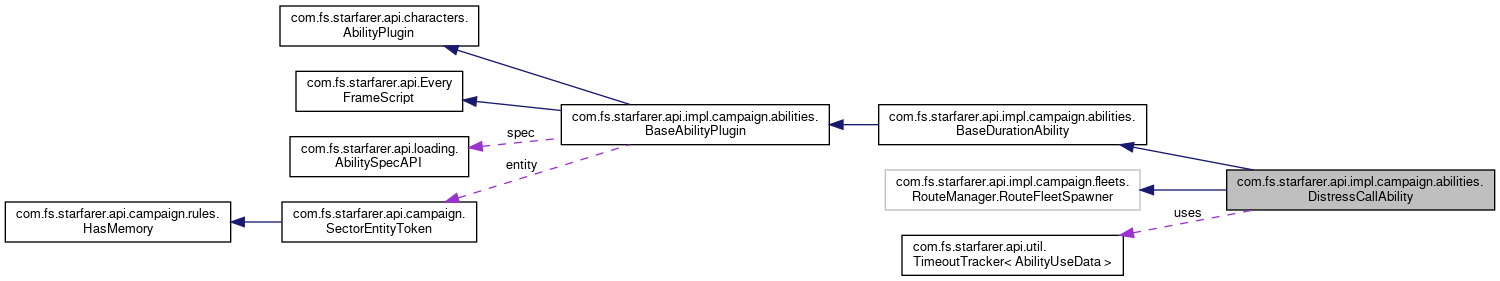 com.fs.starfarer.api.characters.
AbilityPlugin
com.fs.starfarer.api.Every
FrameScript
com.fs.starfarer.api.impl.campaign.abilities.
BaseAbilityPlugin
com.fs.starfarer.api.impl.campaign.abilities.
BaseDurationAbility
spec
com.fs.starfarer.api.loading.
AbilitySpecAPI
entity
com.fs.starfarer.api.impl.campaign.fleets.
RouteManager.RouteFleetSpawner
com.fs.starfarer.api.impl.campaign.abilities.
DistressCallAbility
com.fs.starfarer.api.campaign.rules.
HasMemory
com.fs.starfarer.api.campaign.
SectorEntityToken
uses
com.fs.starfarer.api.util.
TimeoutTracker< AbilityUseData >